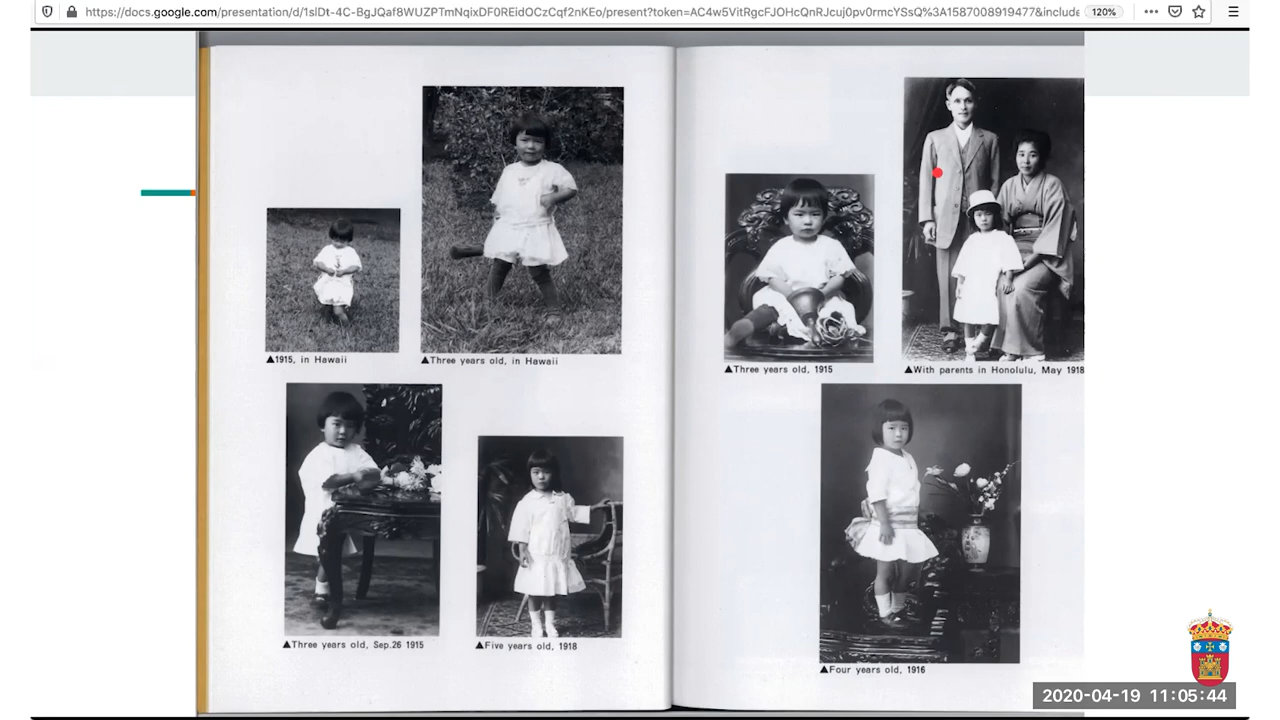 https://docs.google.com/presentation/d/1slDt-4C-BgJQaf8WUZPTmNqixDF0REidOCzCqf2nKEo/present?token=AC4w5VitRgcFJOHcQnRJcuj0pv0rmcYSsQ%3A1587008919477&include
120%
▲1915, in Hawaii
▲Three years old, in Hawaii
▲Three years old, 1915
▲With parents in Honolulu, May 1918
▲Three years old, Sep.26 1915
▲Five years old, 1918
▲Four years old, 1916
2020-04-19 11:05:44